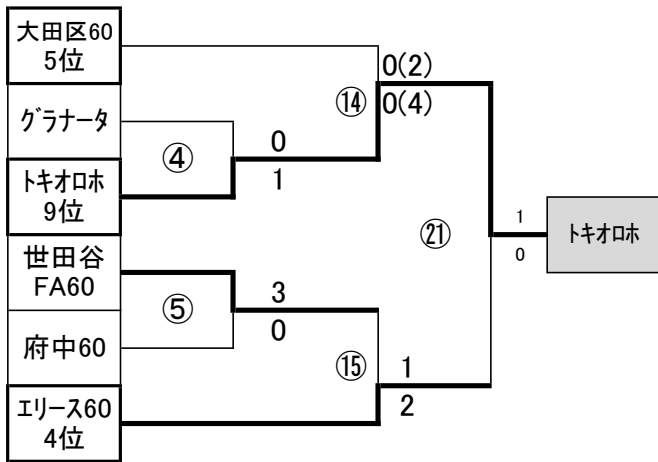 大田区60
5位
グラナータ
トキオロホ
9位
世田谷
FA60
府中60
エリース60
4位
④
0
1
⑤
3
0
⑭
0(2)
0(4)
⑮
1
2
㉑
1
0
トキオロホ